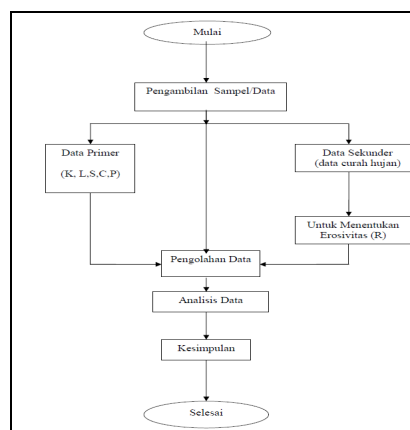 Mulai
Pengambilan Sampel/Data
Data Primer
(K, L,S,C,P)
Data Sekunder
(data curah hujan)
Untuk Menentukan
Erosivitas (R)
Pengolahan Data
Analisis Data
Kesimpulan
Selesai